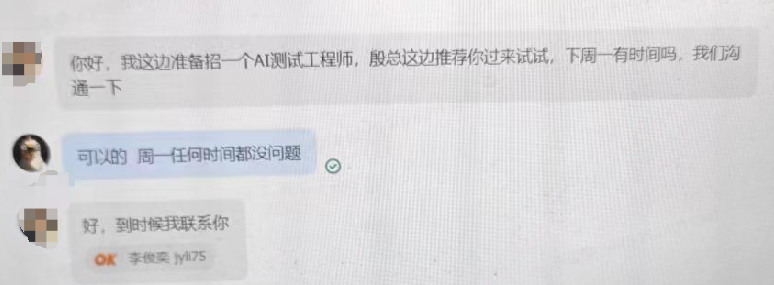 你好，我这边准备招一个AI测试工程师，殷总这边推荐你过来试试，下周一有时间吗，我们沟
通一下
可以的 周一任何时间都没问题
好，到时候我联系你
OK 李俊奕 jyli75